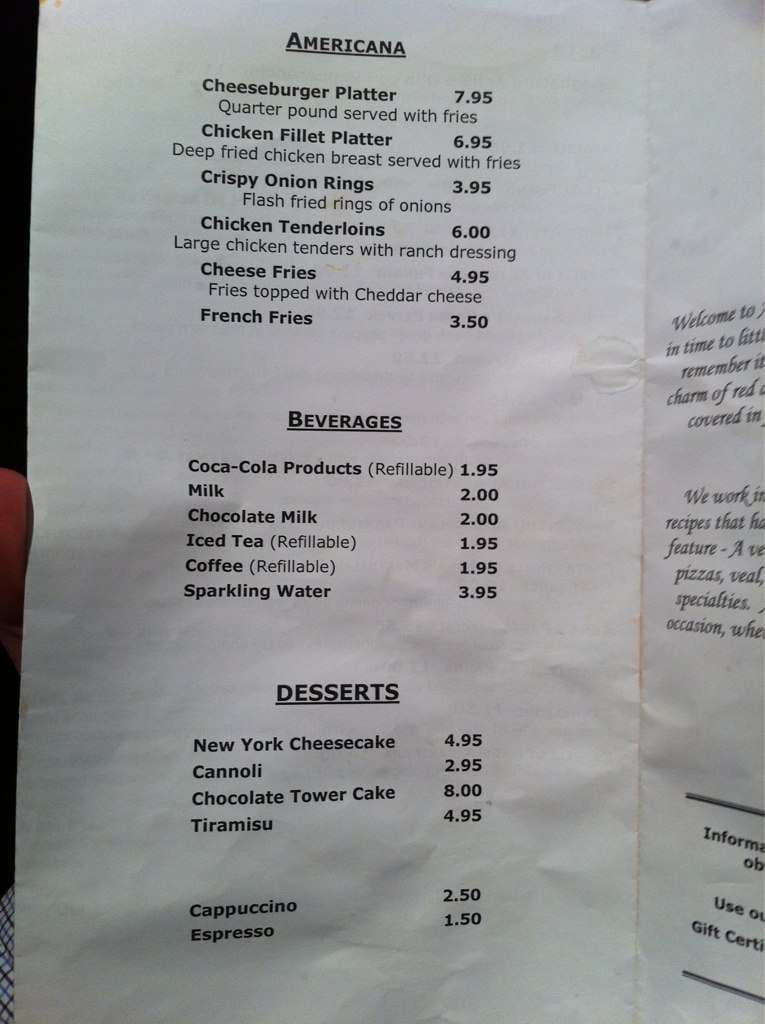 AMERICANA
Cheeseburger Platter 7.95
Quarter pound served with fries
Chicken Fillet Platter 6.95
Deep fried chicken breast served with fries
Crispy Onion Rings 3.95
Flash fried rings of onions
Chicken Tenderloins 6.00
Large chicken tenders with ranch dressing
Cheese Fries 4.95
Fries topped with Cheddar cheese
French Fries 3.50
BEVERAGES
Coca-Cola Products (Refillable) 1.95
Milk 2.00
Chocolate Milk 2.00
Iced Tea (Refillable) 1.95
Coffee (Refillable) 1.95
Sparkling Water 3.95
DESSERTS
New York Cheesecake 4.95
Cannoli 2.95
Chocolate Tower Cake 8.00
Tiramisu 4.95
Cappuccino 2.50
Espresso 1.50
Welcome to
in time to
remember it
charm of red
covered in
We work in
recipes that
feature - A
pizzas, veal,
specialties.
occasion,
Use
Gift